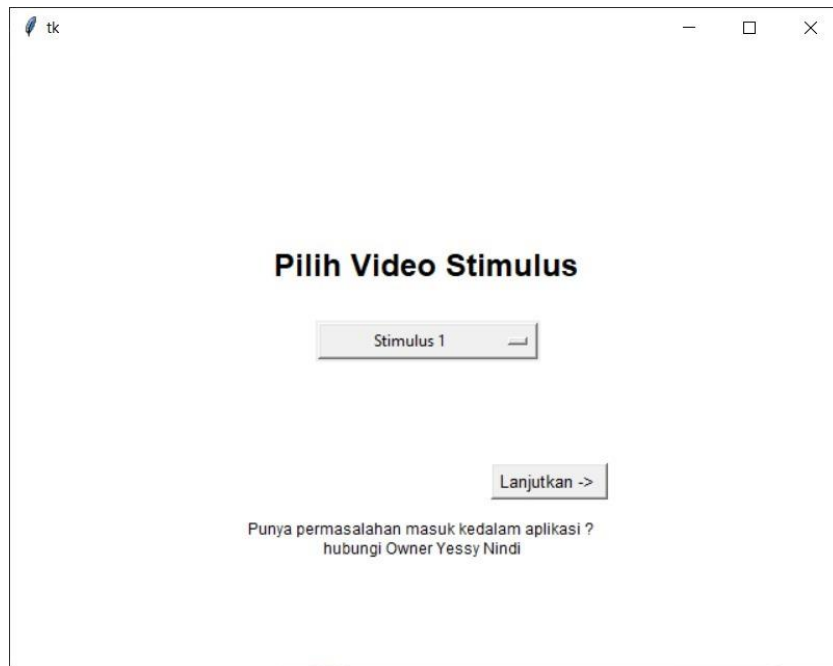 tk
Pilih Video Stimulus
Stimulus 1
Lanjutkan ->
Punya permasalahan masuk kedalam aplikasi ?
hubungi Owner Yessy Nindi